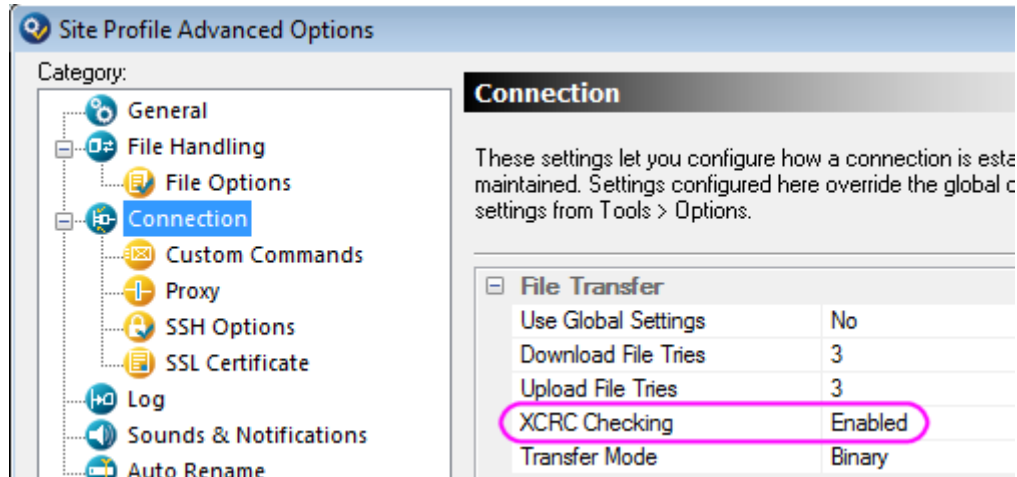 Site Profile Advanced Options
Category:
General
File Handling
File Options
Connection
Custom Commands
Proxy
SSH Options
SSL Certificate
Log
Sounds & Notifications
Auto Rename
Connection
These settings let you configure how a connection is esta
maintained. Settings configured here override the global
settings from Tools > Options.
File Transfer
Use Global Settings No
Download File Tries 3
Upload File Tries 3
XCRC Checking Enabled
Transfer Mode Binary